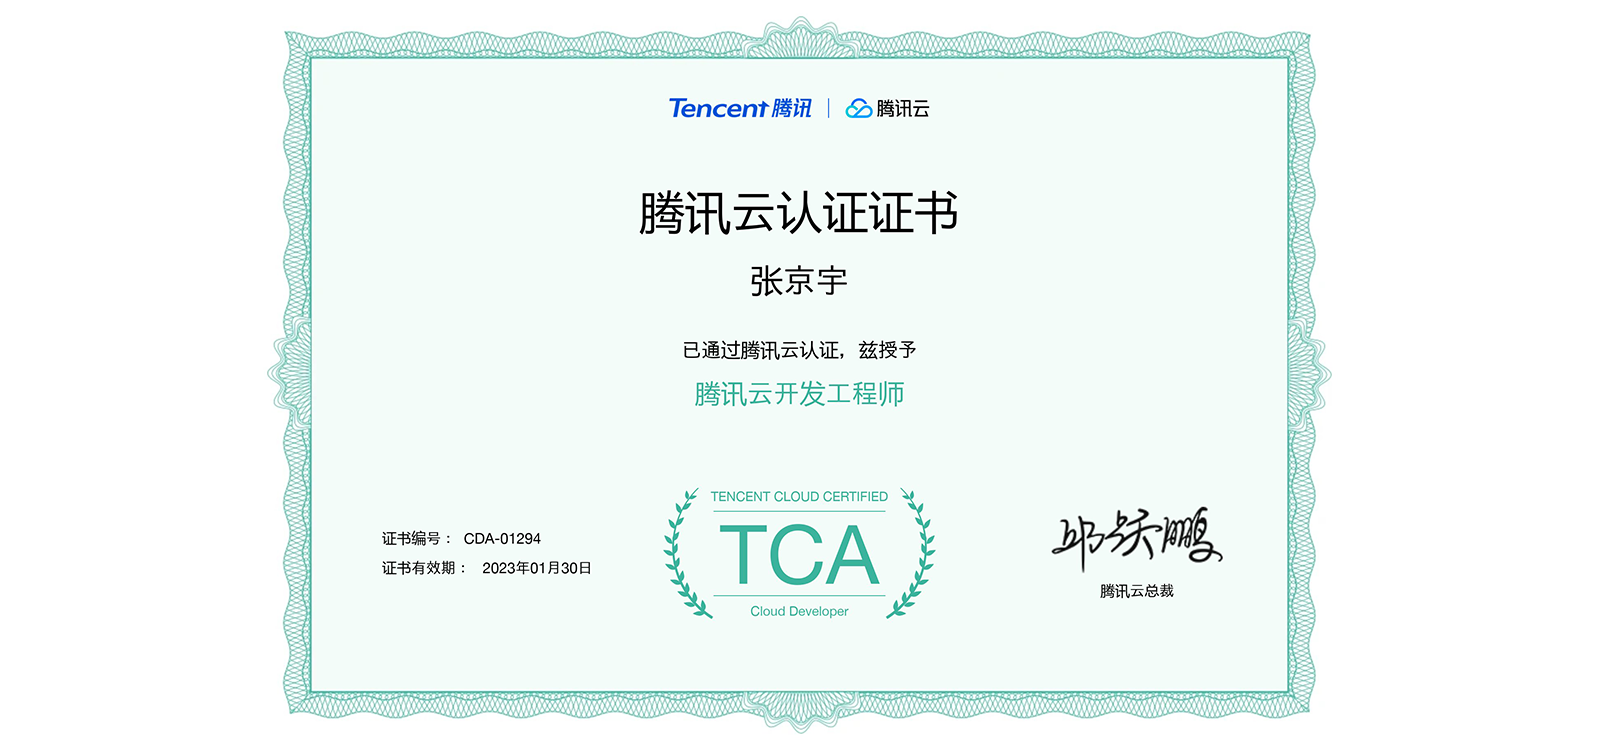 Tencent腾讯 | 腾讯云
腾讯云认证证书
张京宇
已通过腾讯云认证，兹授予
腾讯云开发工程师
TENCENT CLOUD CERTIFIED
TCA
Cloud Developer
证书编号： CDA-01294
证书有效期： 2023年01月30日
邱跃鹏
腾讯云总裁